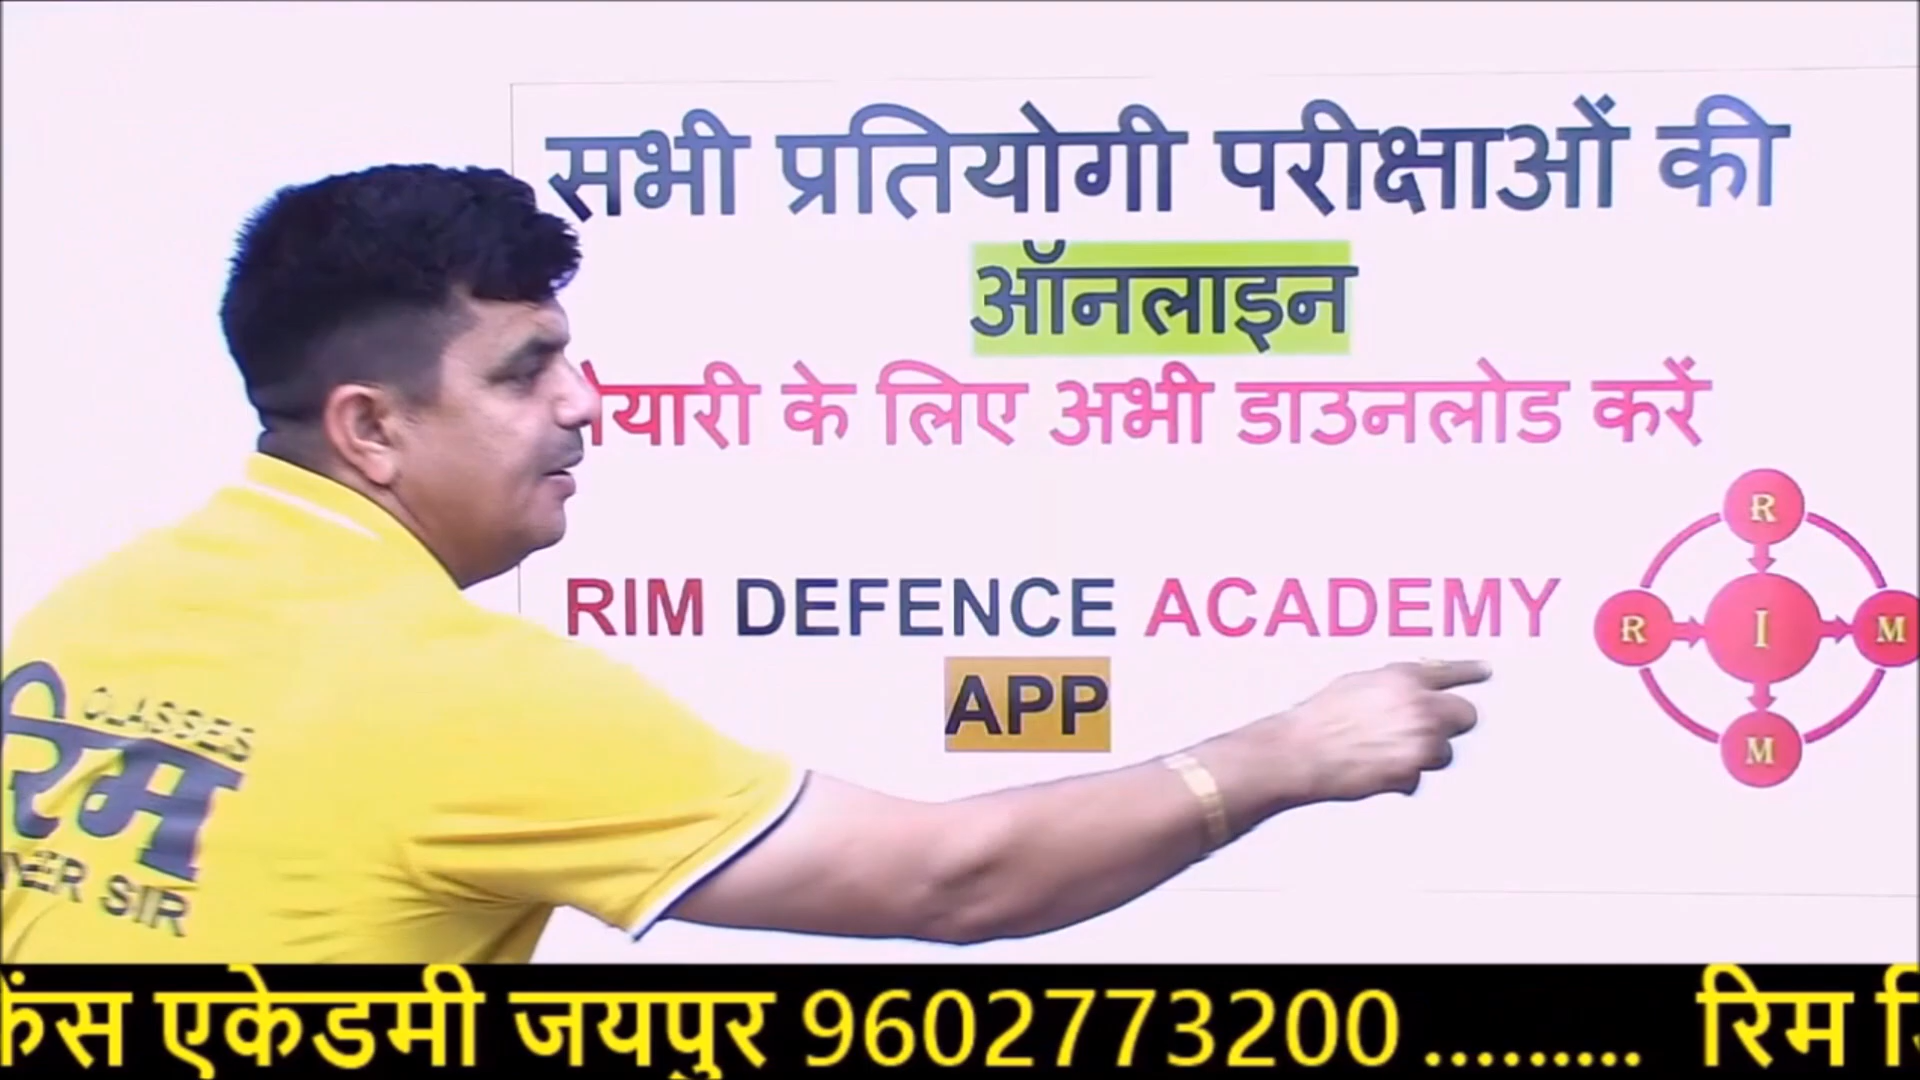 सभी प्रतियोगी परीक्षाओं की
ऑनलाइन
के लिए अभी डाउनलोड करें
RIM DEFENCE ACADEMY
APP
R
R I M
M
CLASSES
रिम
SIR
एकेडमी जयपुर 9602773200 ......... रिम